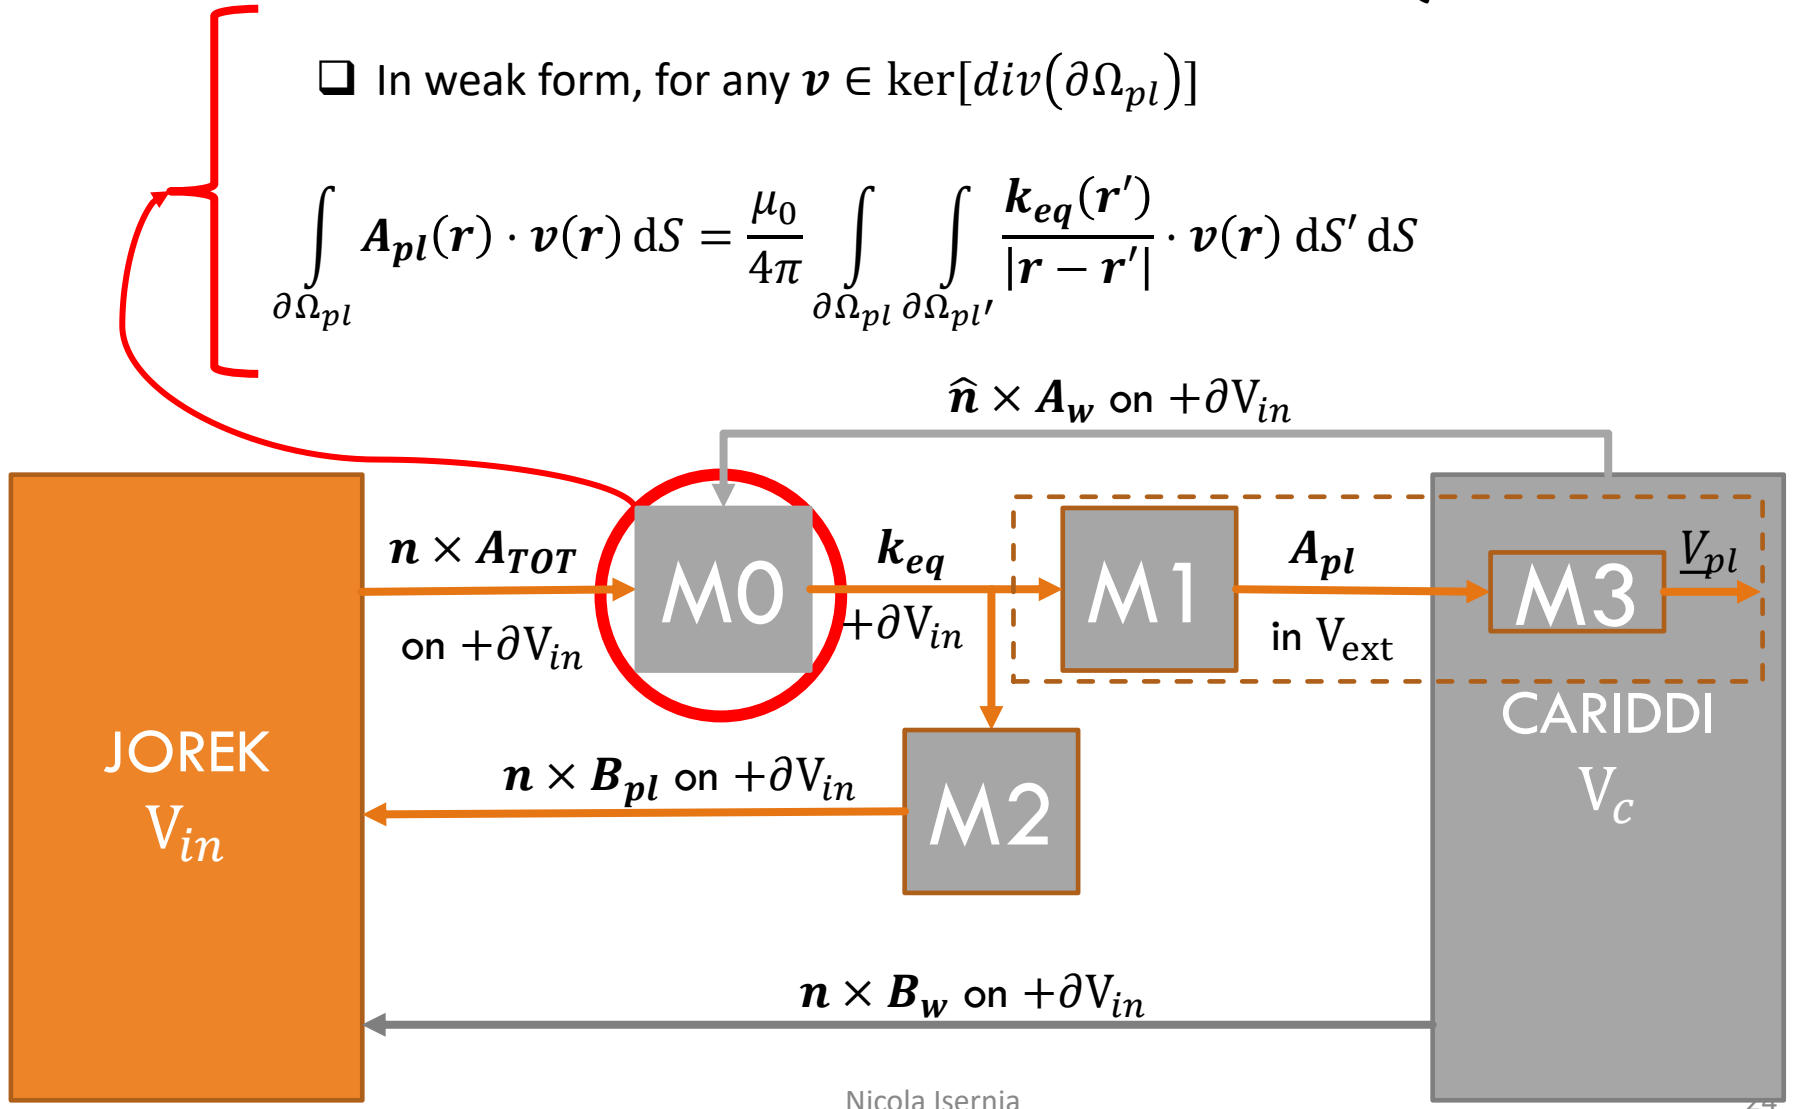 ❑ In weak form, for any 𝒗 ∈ ker[𝑑𝑖𝑣(∂Ω_pl)]
∫_{∂Ω_pl} 𝑨_pl(𝒓) · 𝒗(𝒓) dS = μ₀/4π ∫_{∂Ω_pl} ∫_{∂Ω_pl′} 𝒌_eq(𝒓′)/|𝒓 − 𝒓′| · 𝒗(𝒓) dS′ dS
n̂ × A_w on +∂V_in
n × A_TOT
on +∂V_in
M0
k_eq
+∂V_in
M1
A_pl
in V_ext
M3
V_pl
JOREK
V_in
n × B_pl on +∂V_in
M2
CARIDDI
V_c
n × B_w on +∂V_in
Nicola Isernia
24